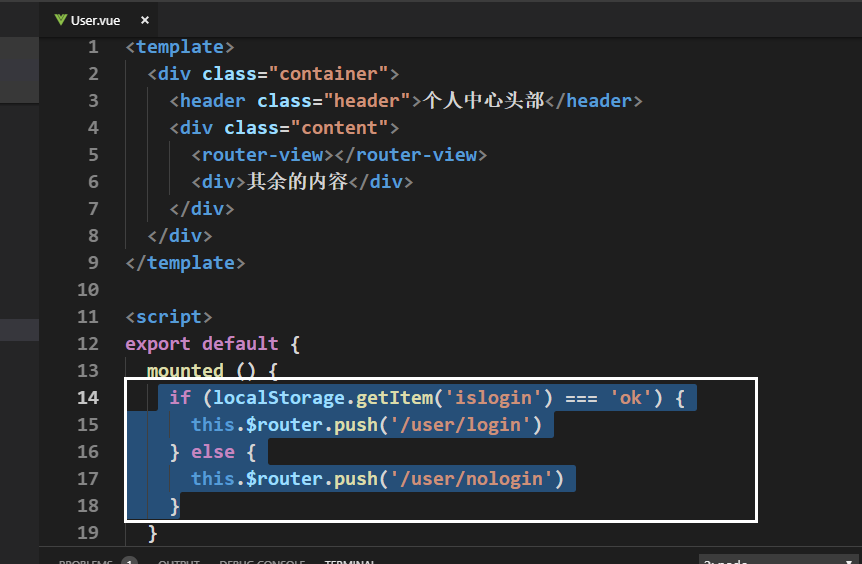 User.vue ×
1 <template>
2 <div class="container">
3 <header class="header">个人中心头部</header>
4 <div class="content">
5 <router-view></router-view>
6 <div>其余的内容</div>
7 </div>
8 </div>
9 </template>
10
11 <script>
12 export default {
13 mounted () {
14 if (localStorage.getItem('islogin') === 'ok') {
15 this.$router.push('/user/login')
16 } else {
17 this.$router.push('/user/nologin')
18 }
19 }
PROBLEMS 1 OUTPUT DEBUG CONSOLE TERMINAL 2: node